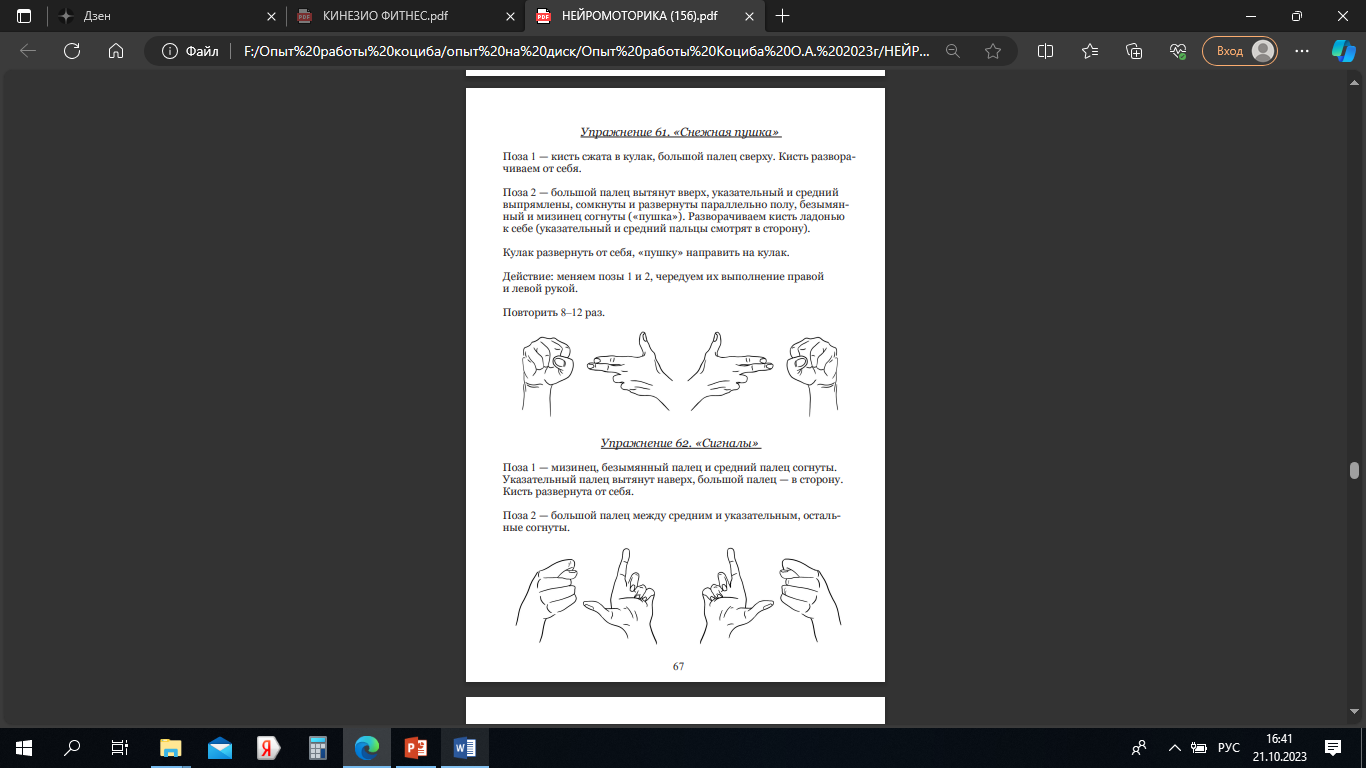 Дзен
КИНЕЗИО ФИТНЕС.pdf
НЕЙРОМОТОРИКА (156).pdf
Файл
F:/Опыт%20работы%20коциба/опыт%20на%20диск/Опыт%20работы%20Коциба%20О.А.%202023г/НЕЙР...
Вход
Упражнение 61. «Снежная пушка»
Поза 1 — кисть сжата в кулак, большой палец сверху. Кисть развора-
чиваем от себя.
Поза 2 — большой палец вытянут вверх, указательный и средний
выпрямлены, сомкнуты и развернуты параллельно полу, безымян-
ный и мизинец согнуты («пушка»). Разворачиваем кисть ладонью
к себе (указательный и средний пальцы смотрят в сторону).
Кулак развернуть от себя, «пушку» направить на кулак.
Действие: меняем позы 1 и 2, чередуем их выполнение правой
и левой рукой.
Повторить 8–12 раз.
Упражнение 62. «Сигналы»
Поза 1 — мизинец, безымянный палец и средний палец согнуты.
Указательный палец вытянут наверх, большой палец — в сторону.
Кисть развернута от себя.
Поза 2 — большой палец между средним и указательным, осталь-
ные согнуты.
67
РУС
16:41
21.10.2023